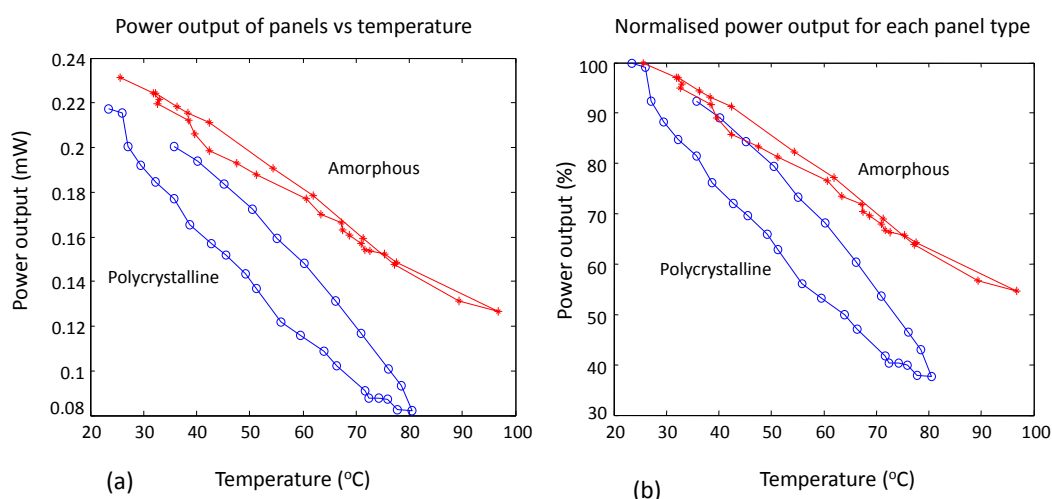 Power output of panels vs temperature
Power output (mW)
0.24
0.22
0.2
0.18
0.16
0.14
0.12
0.1
0.08
Amorphous
Polycrystalline
20 30 40 50 60 70 80 90 100
(a) Temperature (°C)
Normalised power output for each panel type
Power output (%)
100
90
80
70
60
50
40
30
Amorphous
Polycrystalline
20 30 40 50 60 70 80 90 100
(b) Temperature (°C)